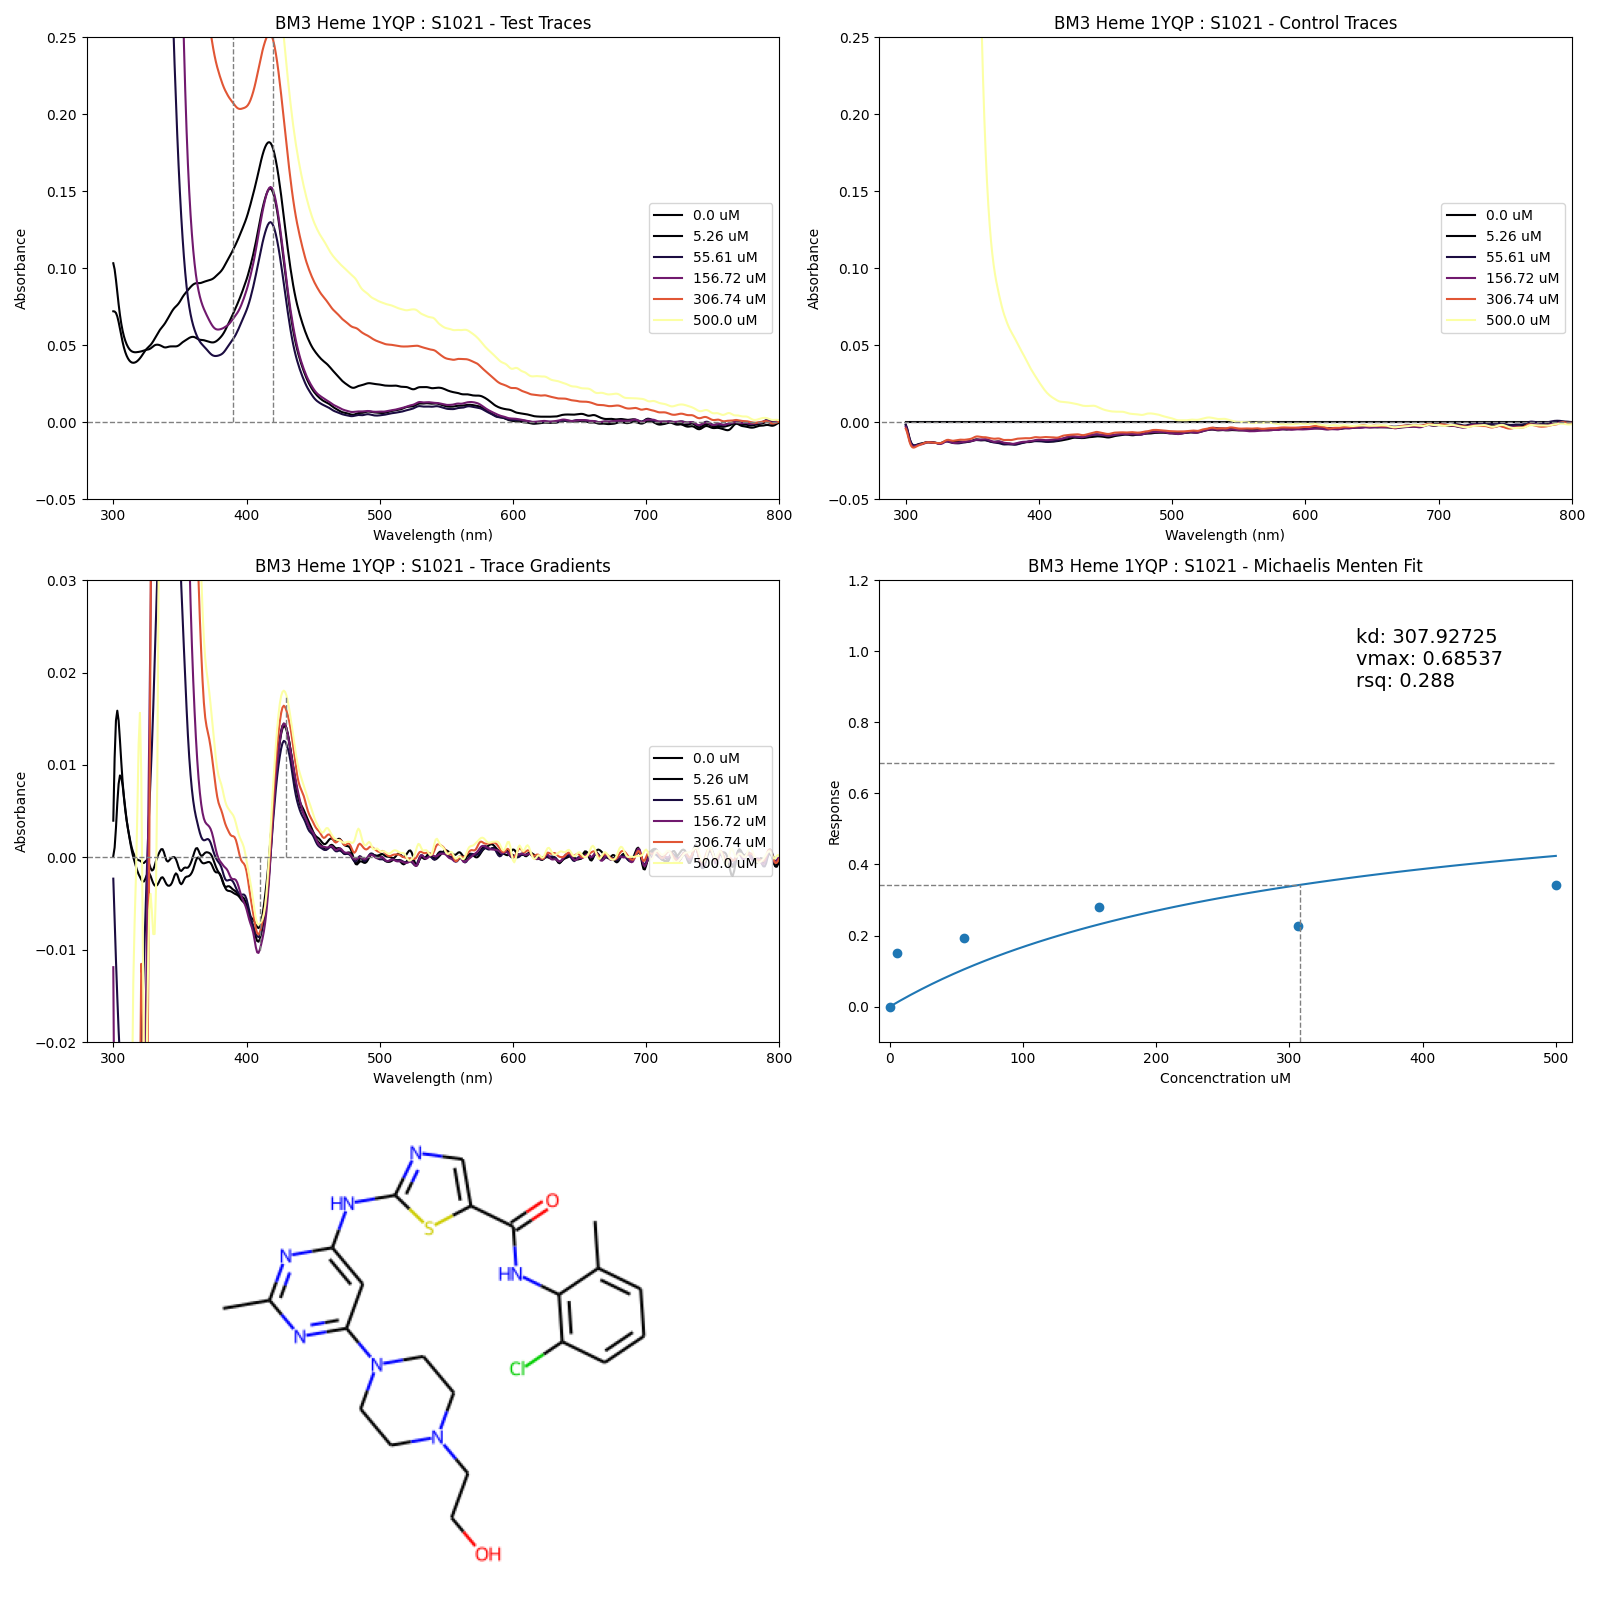 BM3 Heme 1YQP : S1021 - Test Traces
0.25
0.20
0.15
0.10
0.05
0.00
−0.05
Absorbance
300 400 500 600 700 800
Wavelength (nm)
0.0 uM
5.26 uM
55.61 uM
156.72 uM
306.74 uM
500.0 uM
BM3 Heme 1YQP : S1021 - Control Traces
0.25
0.20
0.15
0.10
0.05
0.00
−0.05
Absorbance
300 400 500 600 700 800
Wavelength (nm)
0.0 uM
5.26 uM
55.61 uM
156.72 uM
306.74 uM
500.0 uM
BM3 Heme 1YQP : S1021 - Trace Gradients
0.03
0.02
0.01
0.00
−0.01
−0.02
Absorbance
300 400 500 600 700 800
Wavelength (nm)
0.0 uM
5.26 uM
55.61 uM
156.72 uM
306.74 uM
500.0 uM
BM3 Heme 1YQP : S1021 - Michaelis Menten Fit
1.2
1.0
0.8
0.6
0.4
0.2
0.0
Response
0 100 200 300 400 500
Concenctration uM
kd: 307.92725
vmax: 0.68537
rsq: 0.288
N
HN
O
S
N
HN
N
N
Cl
N
OH